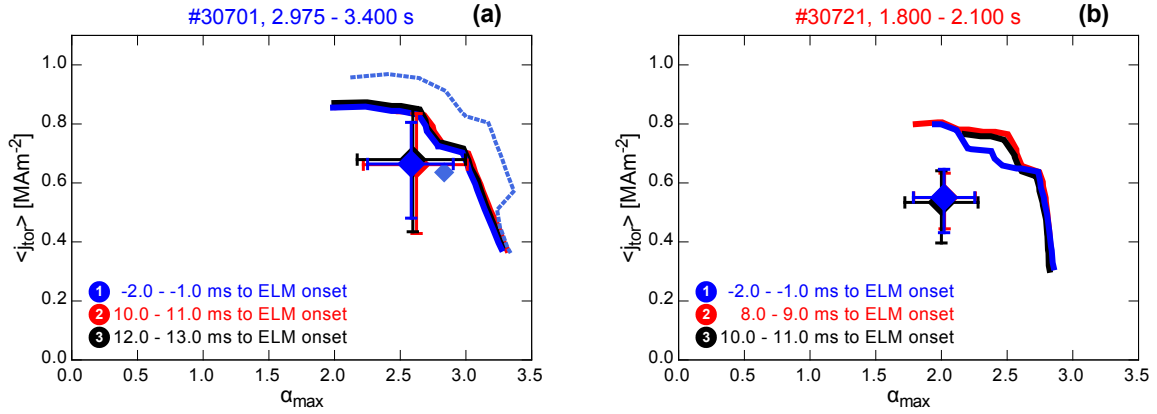 #30701, 2.975 - 3.400 s
(a)
<j_tor> [MAm⁻²]
1.0
0.8
0.6
0.4
0.2
0.0
1 -2.0 - -1.0 ms to ELM onset
2 10.0 - 11.0 ms to ELM onset
3 12.0 - 13.0 ms to ELM onset
0.0 0.5 1.0 1.5 2.0 2.5 3.0 3.5
α_max
#30721, 1.800 - 2.100 s
(b)
<j_tor> [MAm⁻²]
1.0
0.8
0.6
0.4
0.2
0.0
1 -2.0 - -1.0 ms to ELM onset
2 8.0 - 9.0 ms to ELM onset
3 10.0 - 11.0 ms to ELM onset
0.0 0.5 1.0 1.5 2.0 2.5 3.0 3.5
α_max